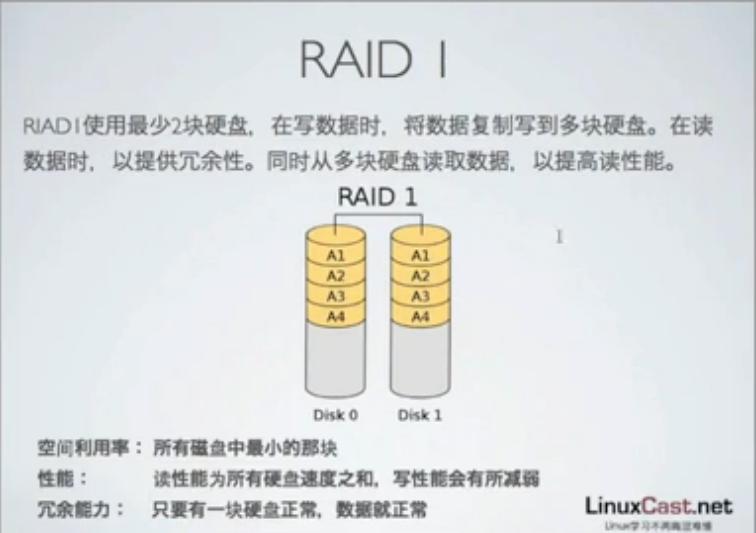 RAID 1
RIAD1使用最少2块硬盘，在写数据时，将数据复制写到多块硬盘。在读
数据时，以提供冗余性。同时从多块硬盘读取数据，以提高读性能。
RAID 1
A1 A1
A2 A2
A3 A3
A4 A4
Disk 0 Disk 1
空间利用率： 所有磁盘中最小的那块
性能： 读性能为所有硬盘速度之和，写性能会有所减弱
冗余能力： 只要有一块硬盘正常，数据就正常
LinuxCast.net
Linux学习不再痛过难懂